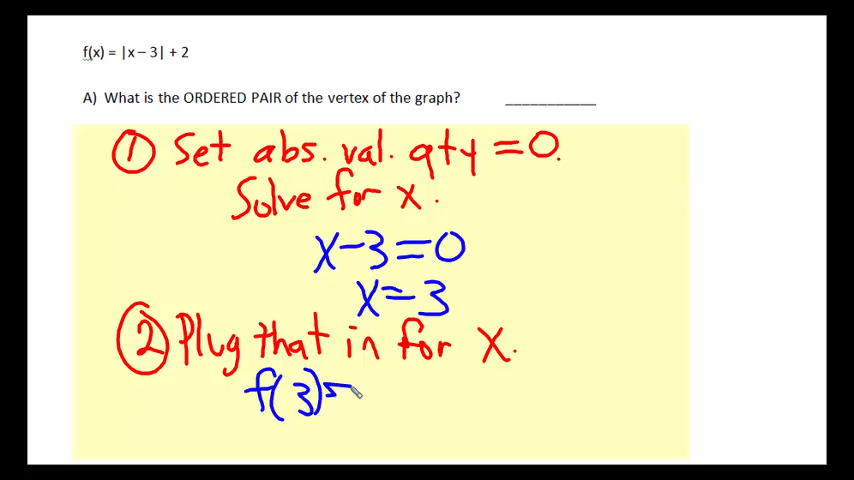 f(x) = |x – 3| + 2
A) What is the ORDERED PAIR of the vertex of the graph? ___________
① Set abs. val. qty = 0.
Solve for x.
x-3=0
x=3
② Plug that in for x.
f(3)=